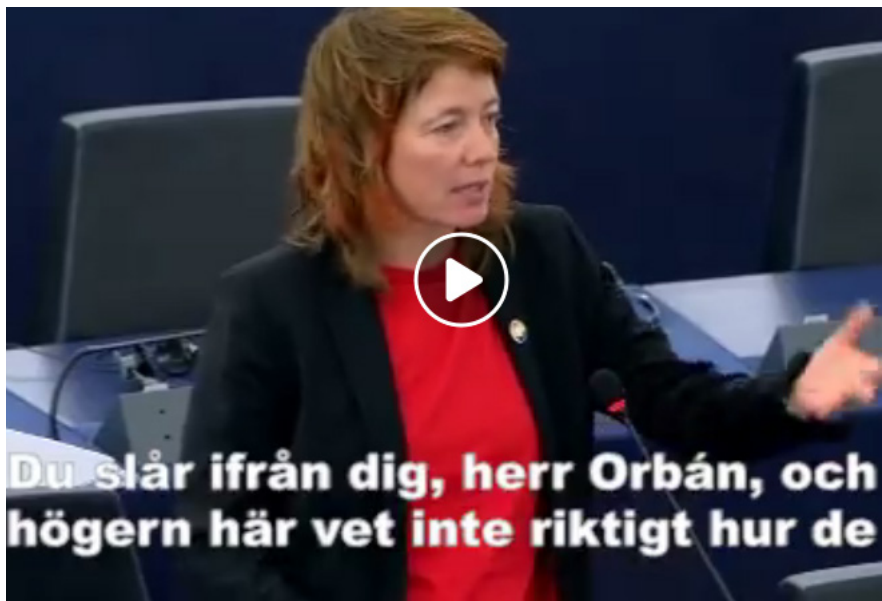 Du slår ifrån dig, herr Orbán, och
högern här vet inte riktigt hur de